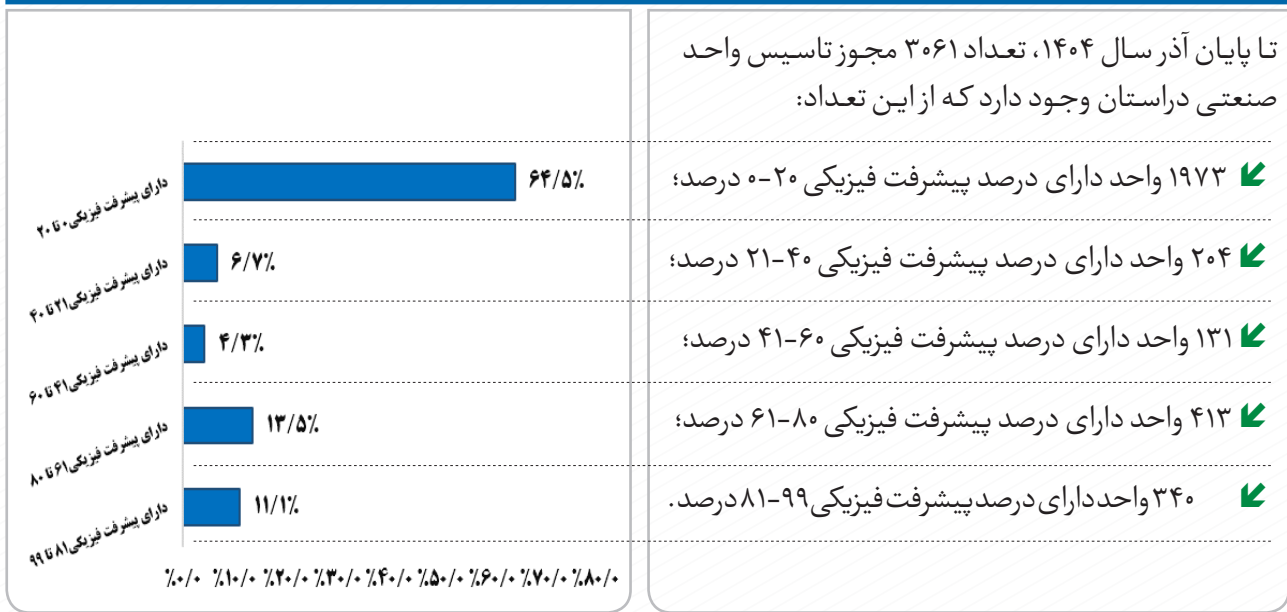 تا پایان آذر سال ۱۴۰۴، تعداد ۳۰۶۱ مجوز تاسیس واحد
صنعتی دراستان وجود دارد که از این تعداد:
۱۹۷۳ واحد دارای درصد پیشرفت فیزیکی ۲۰-۰ درصد؛
۲۰۴ واحد دارای درصد پیشرفت فیزیکی ۴۰-۲۱ درصد؛
۱۳۱ واحد دارای درصد پیشرفت فیزیکی ۶۰-۴۱ درصد؛
۴۱۳ واحد دارای درصد پیشرفت فیزیکی ۸۰-۶۱ درصد؛
۳۴۰ واحد دارای درصد پیشرفت فیزیکی ۹۹-۸۱ درصد.
دارای پیشرفت فیزیکی ۰ تا ۲۰
۶۴/۵%
دارای پیشرفت فیزیکی ۲۱ تا ۴۰
۶/۷%
دارای پیشرفت فیزیکی ۴۱ تا ۶۰
۴/۳%
دارای پیشرفت فیزیکی ۶۱ تا ۸۰
۱۳/۵%
دارای پیشرفت فیزیکی ۸۱ تا ۹۹
۱۱/۱%
%۰/۰ %۱۰/۰ %۲۰/۰ %۳۰/۰ %۴۰/۰ %۵۰/۰ %۶۰/۰ %۷۰/۰ %۸۰/۰